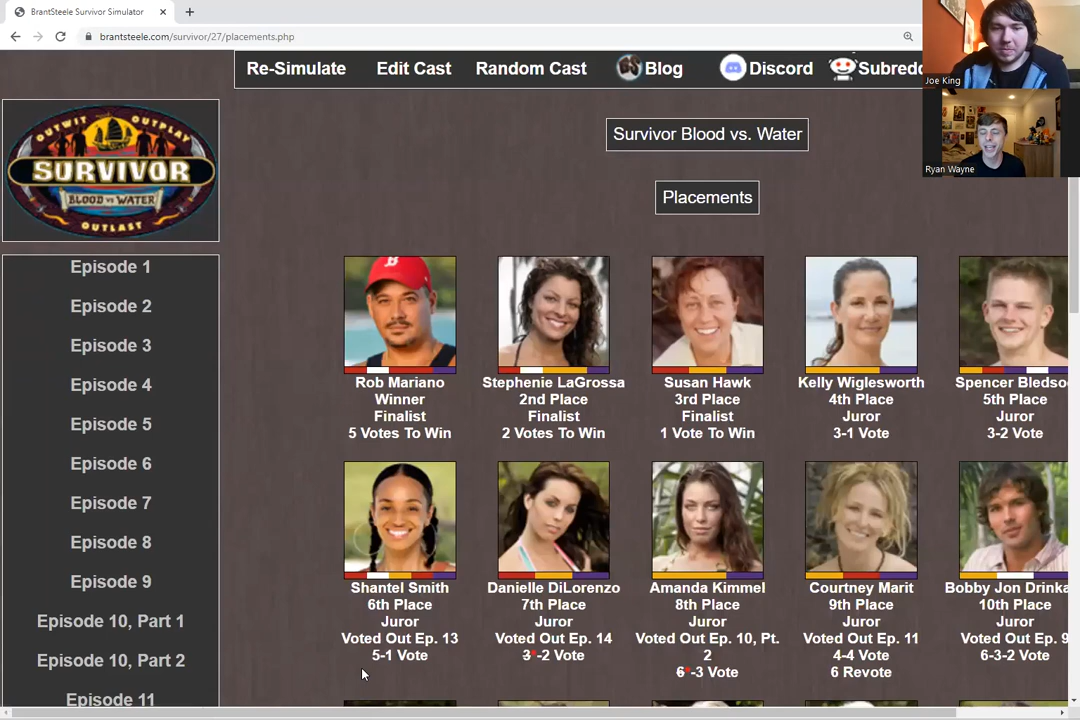 BrantSteele Survivor Simulator
brantsteele.com/survivor/27/placements.php
Re-Simulate Edit Cast Random Cast Blog Discord Subredd
Joe King
Ryan Wayne
OUTWIT OUTPLAY
SURVIVOR
BLOOD vs. WATER
OUTLAST
Survivor Blood vs. Water
Placements
Episode 1
Episode 2
Episode 3
Episode 4
Episode 5
Episode 6
Episode 7
Episode 8
Episode 9
Episode 10, Part 1
Episode 10, Part 2
Episode 11
B
Rob Mariano
Winner
Finalist
5 Votes To Win
Stephenie LaGrossa
2nd Place
Finalist
2 Votes To Win
Susan Hawk
3rd Place
Finalist
1 Vote To Win
Kelly Wiglesworth
4th Place
Juror
3-1 Vote
Spencer Bledso
5th Place
Juror
3-2 Vote
Shantel Smith
6th Place
Juror
Voted Out Ep. 13
5-1 Vote
Danielle DiLorenzo
7th Place
Juror
Voted Out Ep. 14
3*-2 Vote
Amanda Kimmel
8th Place
Juror
Voted Out Ep. 10, Pt.
2
6*-3 Vote
Courtney Marit
9th Place
Juror
Voted Out Ep. 11
4-4 Vote
6 Revote
Bobby Jon Drinka
10th Place
Juror
Voted Out Ep. 9
6-3-2 Vote